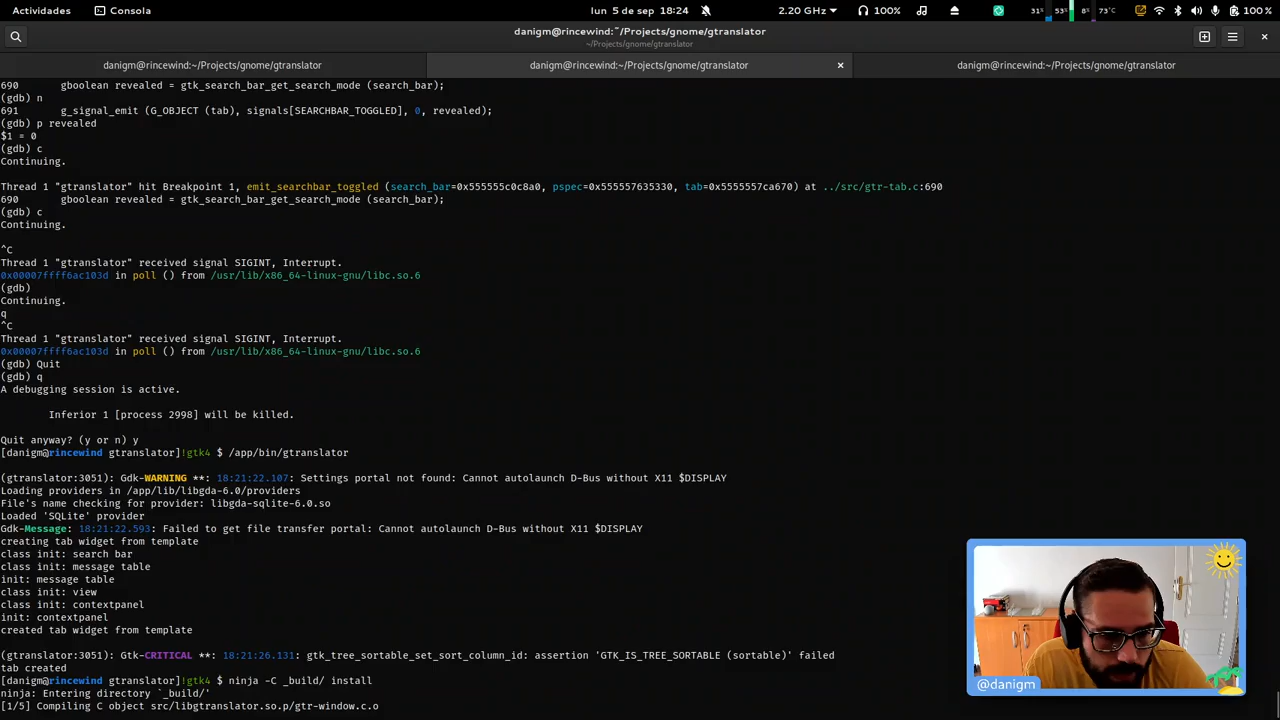 Actividades
Consola
lun 5 de sep 18:24
2.20 GHz
100%
31%
53%
8%
73°C
100 %
danigm@rincewind:~/Projects/gnome/gtranslator
~/Projects/gnome/gtranslator
danigm@rincewind:~/Projects/gnome/gtranslator
danigm@rincewind:~/Projects/gnome/gtranslator
danigm@rincewind:~/Projects/gnome/gtranslator
690 gboolean revealed = gtk_search_bar_get_search_mode (search_bar);
(gdb) n
691 g_signal_emit (G_OBJECT (tab), signals[SEARCHBAR_TOGGLED], 0, revealed);
(gdb) p revealed
$1 = 0
(gdb) c
Continuing.
Thread 1 "gtranslator" hit Breakpoint 1, emit_searchbar_toggled (search_bar=0x555555c0c8a0, pspec=0x555557635330, tab=0x5555557ca670) at ../src/gtr-tab.c:690
690 gboolean revealed = gtk_search_bar_get_search_mode (search_bar);
(gdb) c
Continuing.
^C
Thread 1 "gtranslator" received signal SIGINT, Interrupt.
0x00007ffff6ac103d in poll () from /usr/lib/x86_64-linux-gnu/libc.so.6
(gdb)
Continuing.
q
^C
Thread 1 "gtranslator" received signal SIGINT, Interrupt.
0x00007ffff6ac103d in poll () from /usr/lib/x86_64-linux-gnu/libc.so.6
(gdb) Quit
(gdb) q
A debugging session is active.
Inferior 1 [process 2998] will be killed.
Quit anyway? (y or n) y
[danigm@rincewind gtranslator]!gtk4 $ /app/bin/gtranslator
(gtranslator:3051): Gdk-WARNING **: 18:21:22.107: Settings portal not found: Cannot autolaunch D-Bus without X11 $DISPLAY
Loading providers in /app/lib/libgda-6.0/providers
File's name checking for provider: libgda-sqlite-6.0.so
Loaded 'SQLite' provider
Gdk-Message: 18:21:22.593: Failed to get file transfer portal: Cannot autolaunch D-Bus without X11 $DISPLAY
creating tab widget from template
class init: search bar
class init: message table
init: message table
class init: view
class init: contextpanel
init: contextpanel
created tab widget from template
(gtranslator:3051): Gtk-CRITICAL **: 18:21:26.131: gtk_tree_sortable_set_sort_column_id: assertion 'GTK_IS_TREE_SORTABLE (sortable)' failed
tab created
[danigm@rincewind gtranslator]!gtk4 $ ninja -C _build/ install
ninja: Entering directory `_build/'
[1/5] Compiling C object src/libgtranslator.so.p/gtr-window.c.o
@danigm